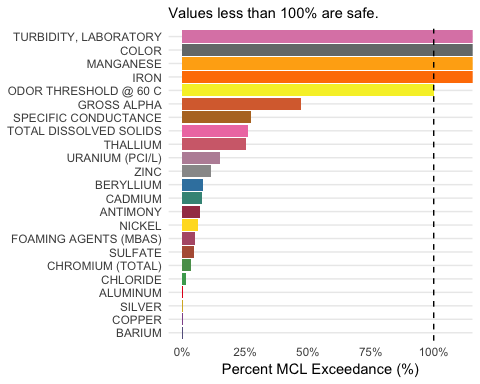 Values less than 100% are safe.
TURBIDITY, LABORATORY
COLOR
MANGANESE
IRON
ODOR THRESHOLD @ 60 C
GROSS ALPHA
SPECIFIC CONDUCTANCE
TOTAL DISSOLVED SOLIDS
THALLIUM
URANIUM (PCI/L)
ZINC
BERYLLIUM
CADMIUM
ANTIMONY
NICKEL
FOAMING AGENTS (MBAS)
SULFATE
CHROMIUM (TOTAL)
CHLORIDE
ALUMINUM
SILVER
COPPER
BARIUM
0% 25% 50% 75% 100%
Percent MCL Exceedance (%)